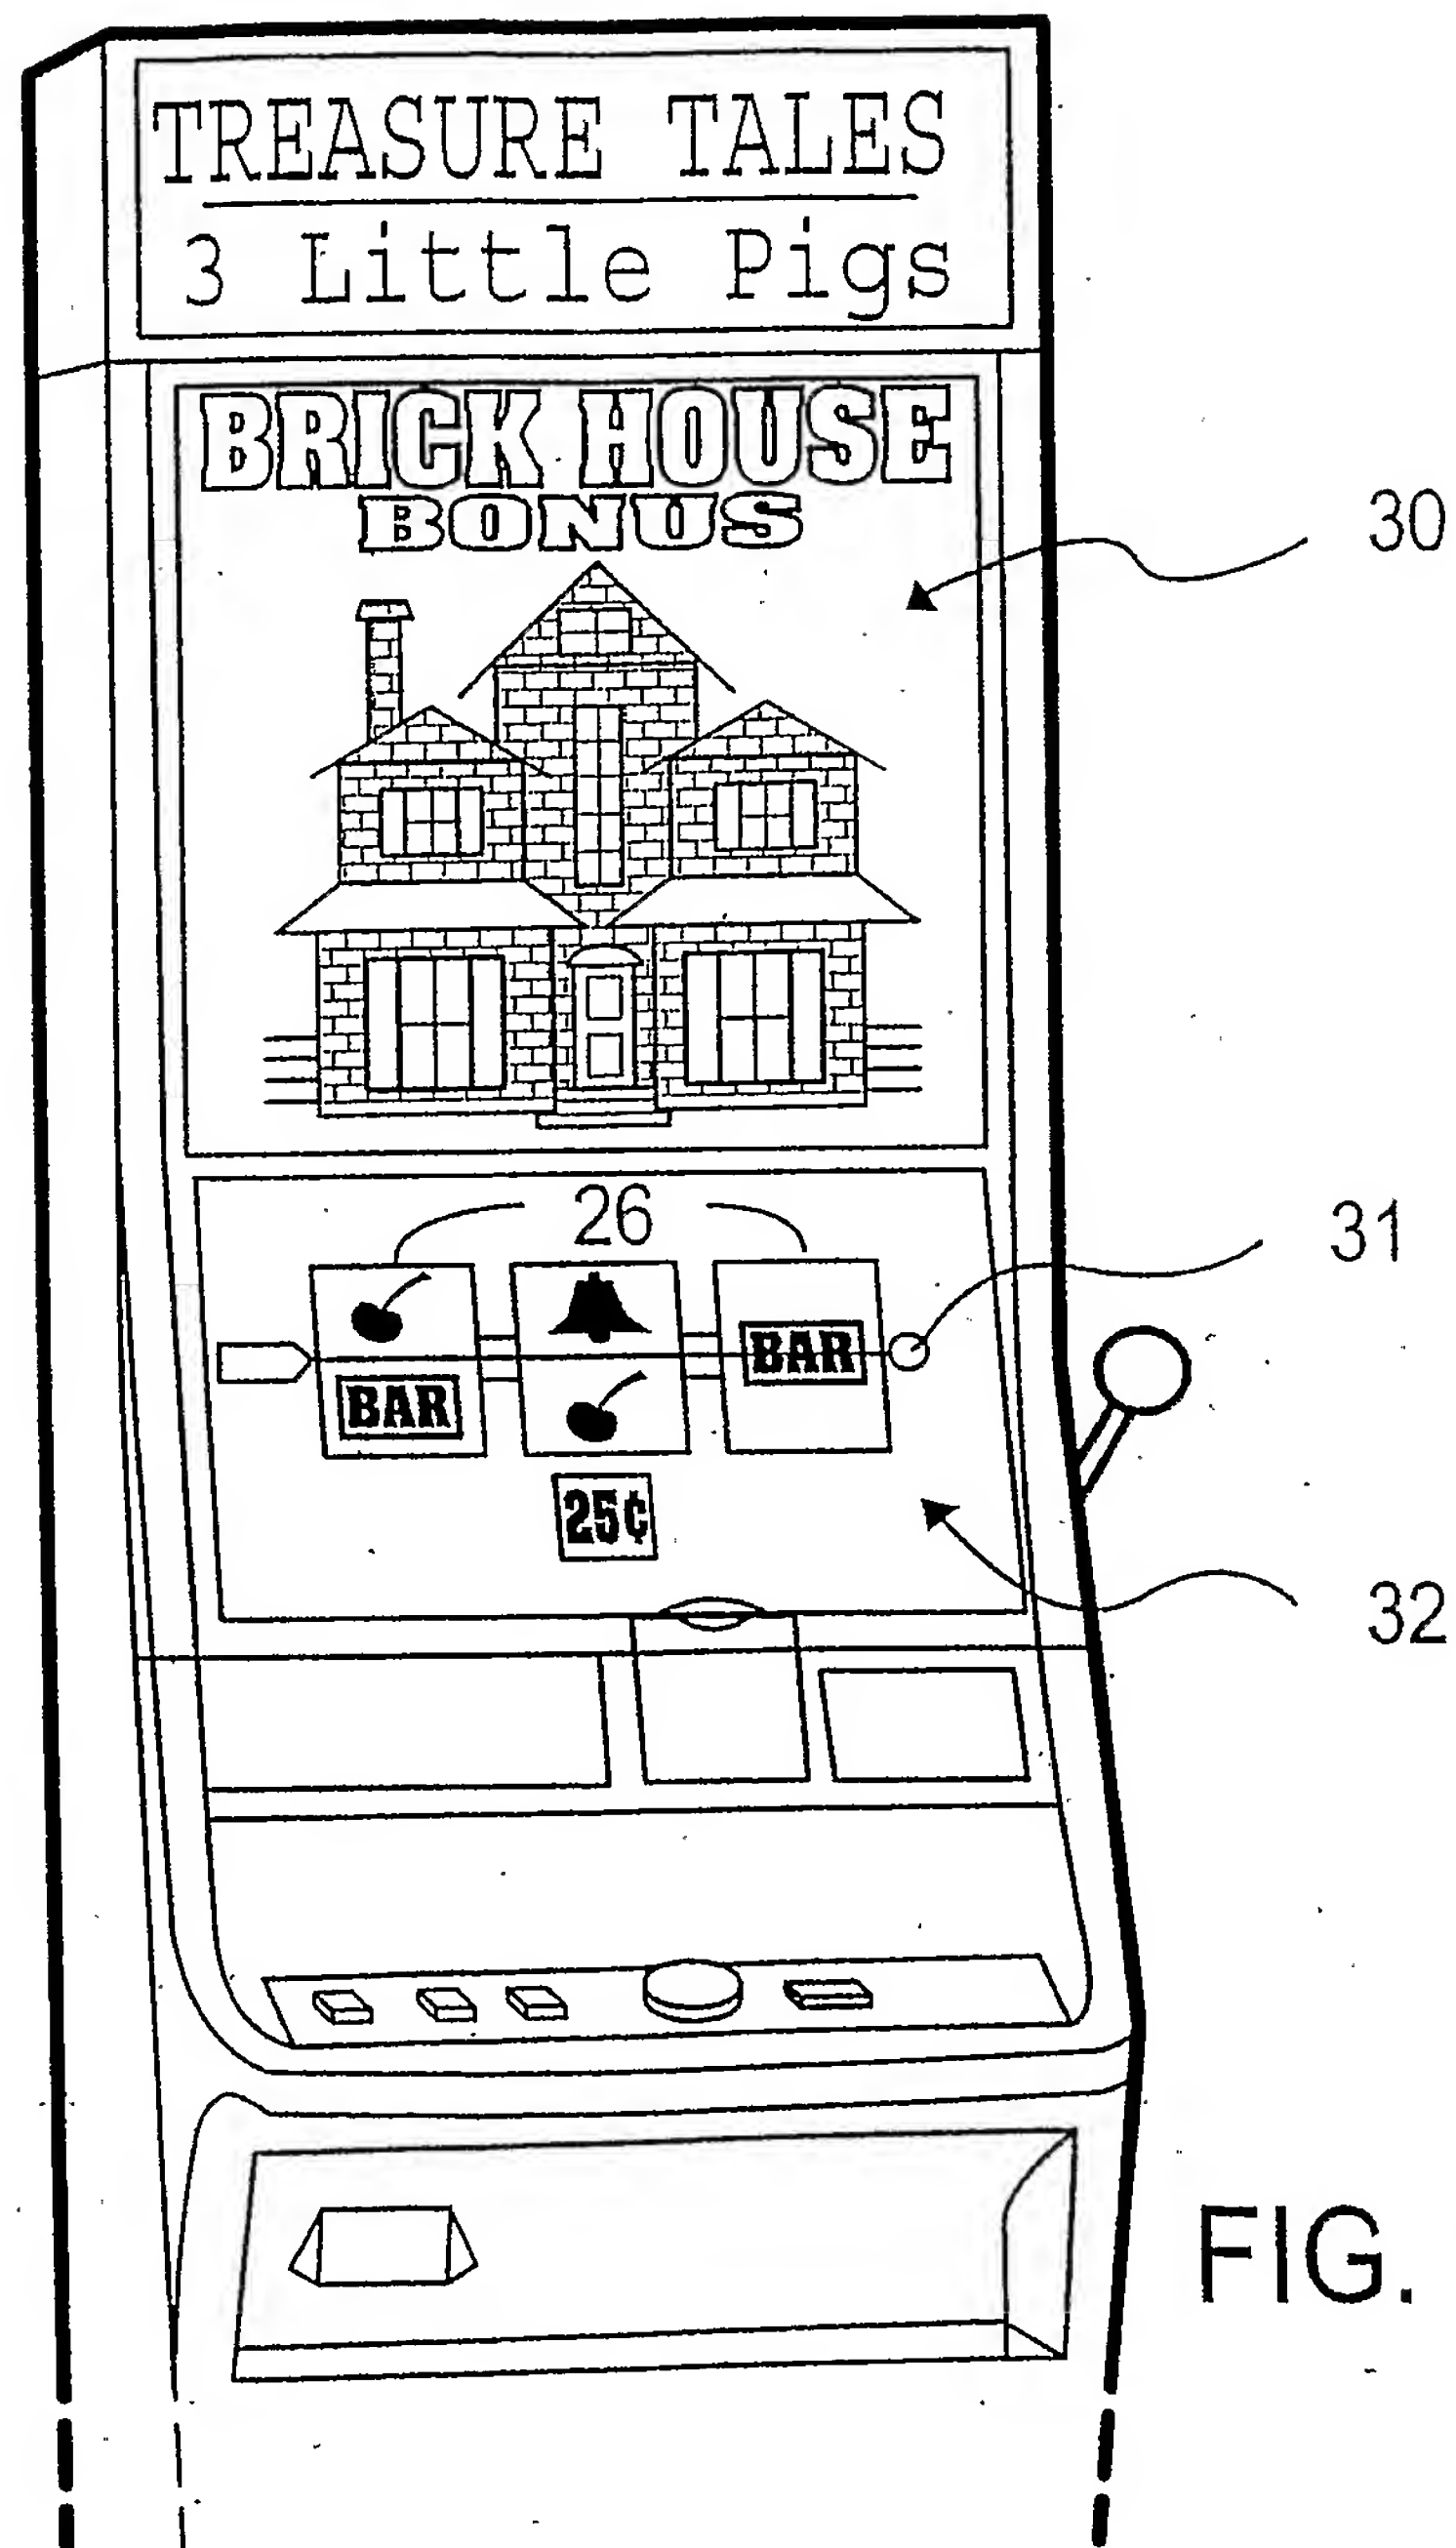 TREASURE TALES
3 Little Pigs
BRICK HOUSE
BONUS
30
26
31
BAR
BAR
25¢
32
FIG.